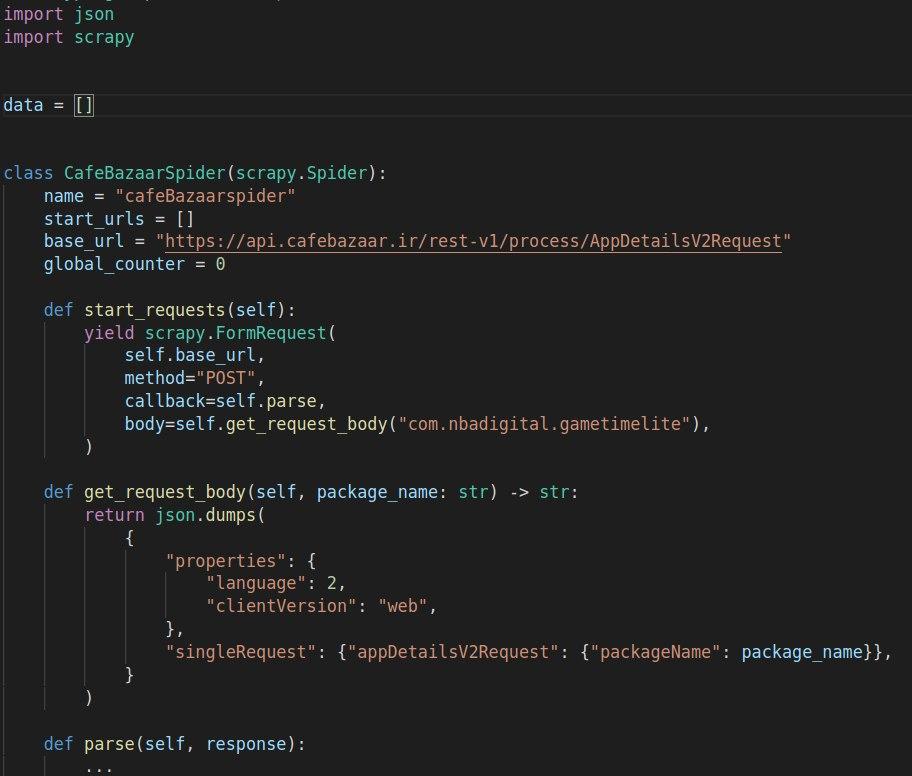 import json
import scrapy
data = []
class CafeBazaarSpider(scrapy.Spider):
    name = "cafeBazaarspider"
    start_urls = []
    base_url = "https://api.cafebazaar.ir/rest-v1/process/AppDetailsV2Request"
    global_counter = 0
    def start_requests(self):
        yield scrapy.FormRequest(
            self.base_url,
            method="POST",
            callback=self.parse,
            body=self.get_request_body("com.nbadigital.gametimelite"),
        )
    def get_request_body(self, package_name: str) -> str:
        return json.dumps(
            {
                "properties": {
                    "language": 2,
                    "clientVersion": "web",
                },
                "singleRequest": {"appDetailsV2Request": {"packageName": package_name}},
            }
        )
    def parse(self, response):
        ...